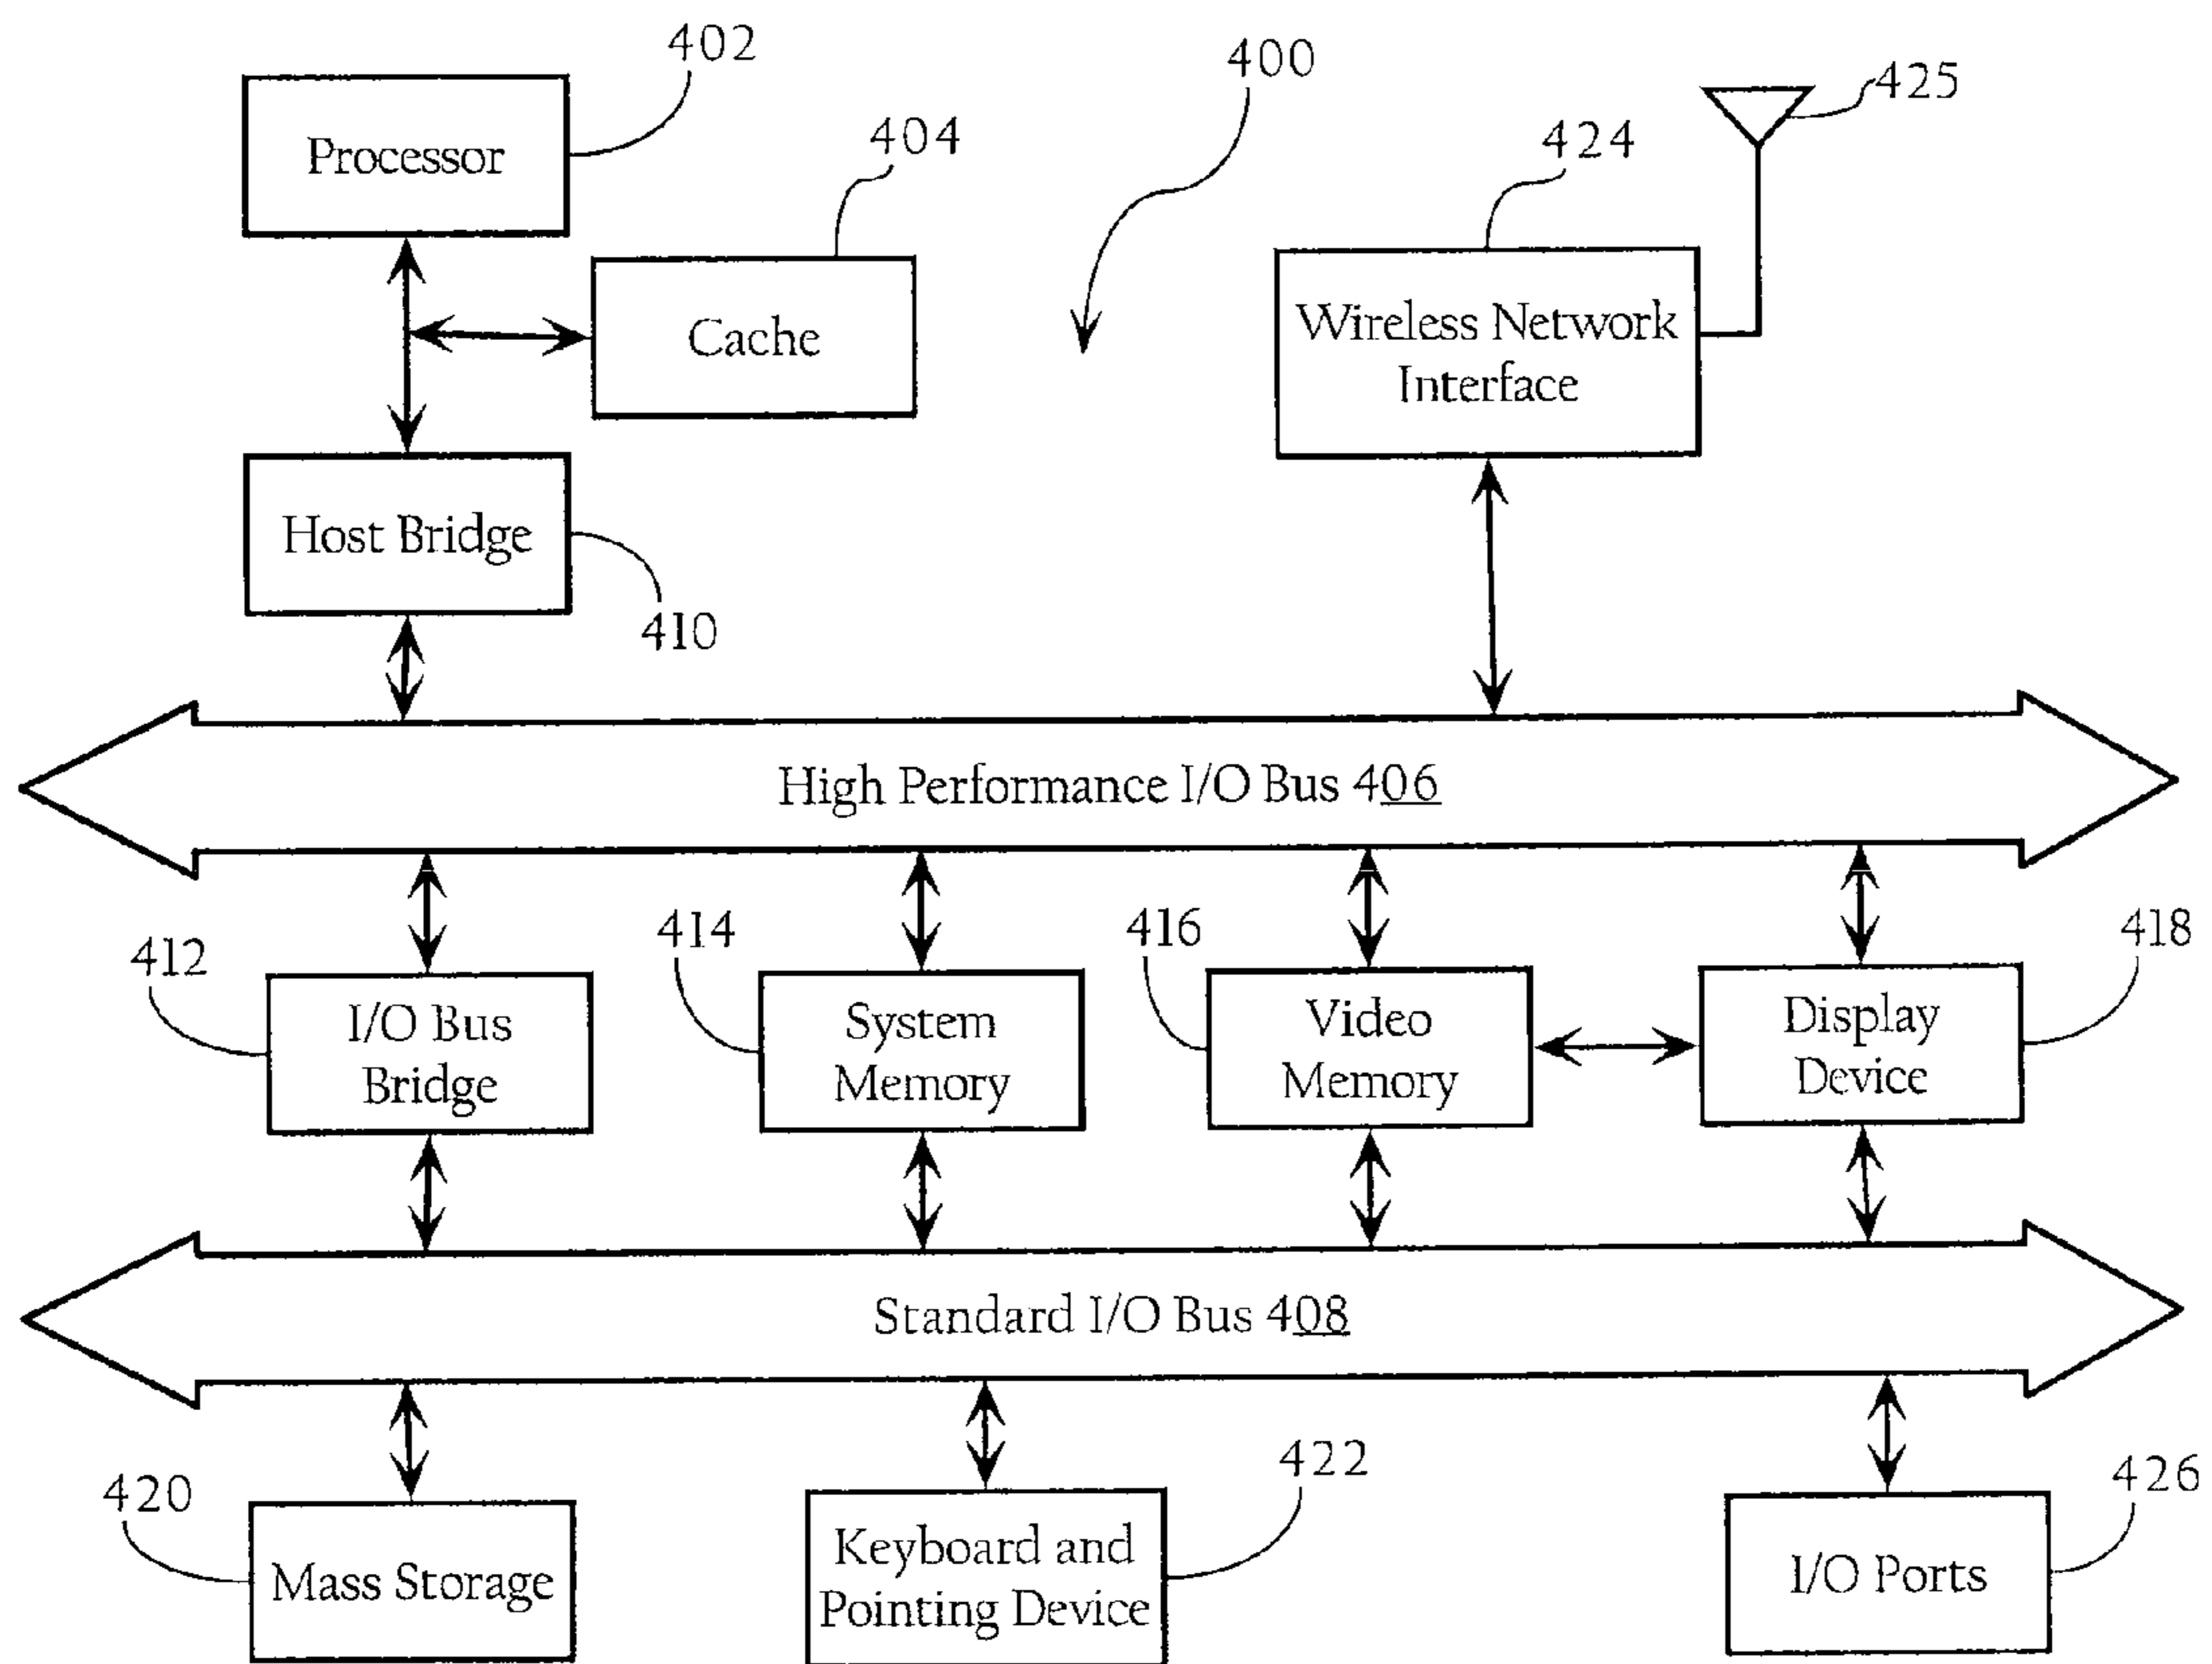 402
400
425
Processor
404
424
Cache
Wireless Network
Interface
Host Bridge
410
High Performance I/O Bus 406
412
414
416
418
I/O Bus
Bridge
System
Memory
Video
Memory
Display
Device
Standard I/O Bus 408
420
422
426
Mass Storage
Keyboard and
Pointing Device
I/O Ports